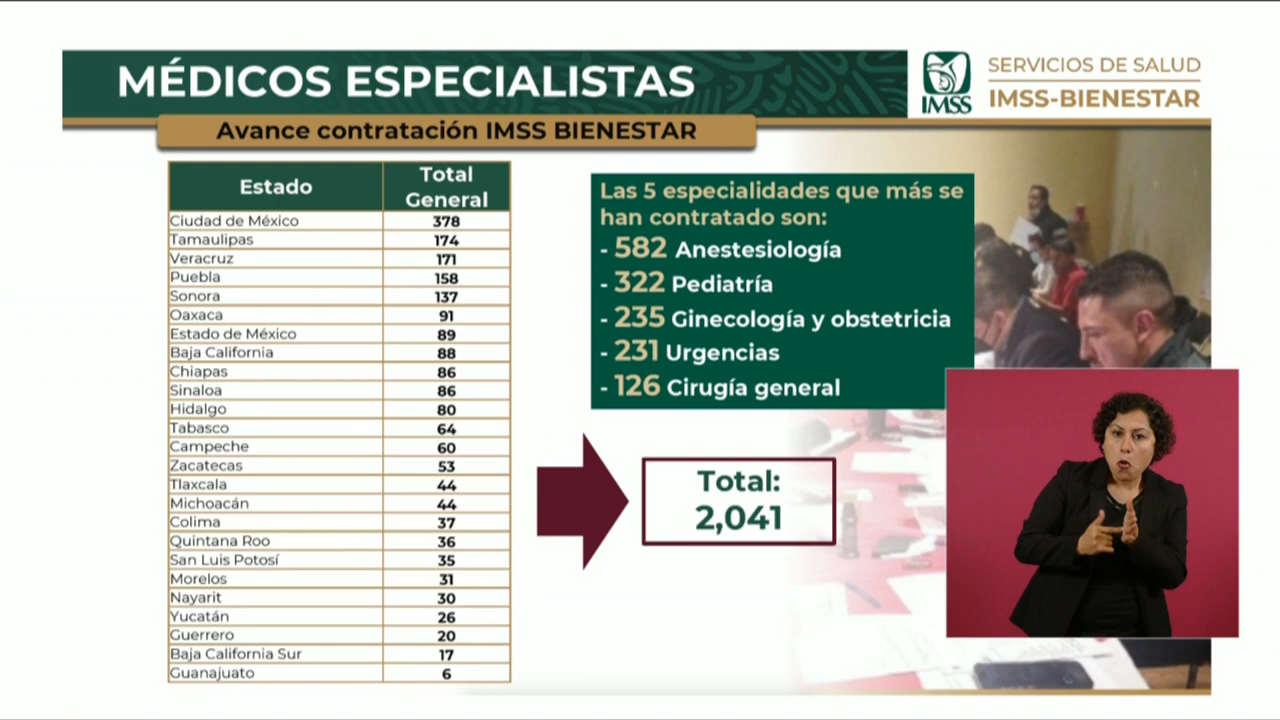 MÉDICOS ESPECIALISTAS
IMSS
SERVICIOS DE SALUD
IMSS-BIENESTAR
Avance contratación IMSS BIENESTAR
Estado Total General
Ciudad de México 378
Tamaulipas 174
Veracruz 171
Puebla 158
Sonora 137
Oaxaca 91
Estado de México 89
Baja California 88
Chiapas 86
Sinaloa 86
Hidalgo 80
Tabasco 64
Campeche 60
Zacatecas 53
Tlaxcala 44
Michoacán 44
Colima 37
Quintana Roo 36
San Luis Potosí 35
Morelos 31
Nayarit 30
Yucatán 26
Guerrero 20
Baja California Sur 17
Guanajuato 6
Las 5 especialidades que más se
han contratado son:
- 582 Anestesiología
- 322 Pediatría
- 235 Ginecología y obstetricia
- 231 Urgencias
- 126 Cirugía general
Total:
2,041